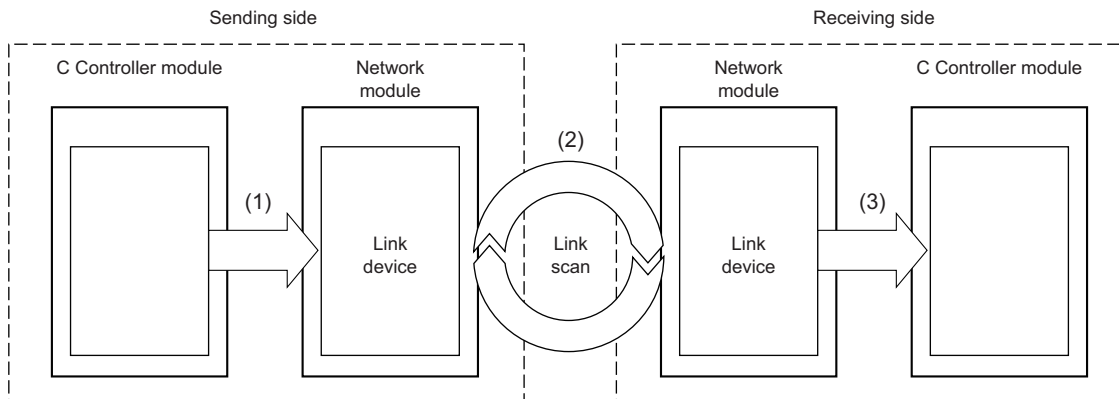 Sending side
Receiving side
C Controller module
Network
module
Network
module
C Controller module
(1)
(2)
(3)
Link
device
Link
scan
Link
device